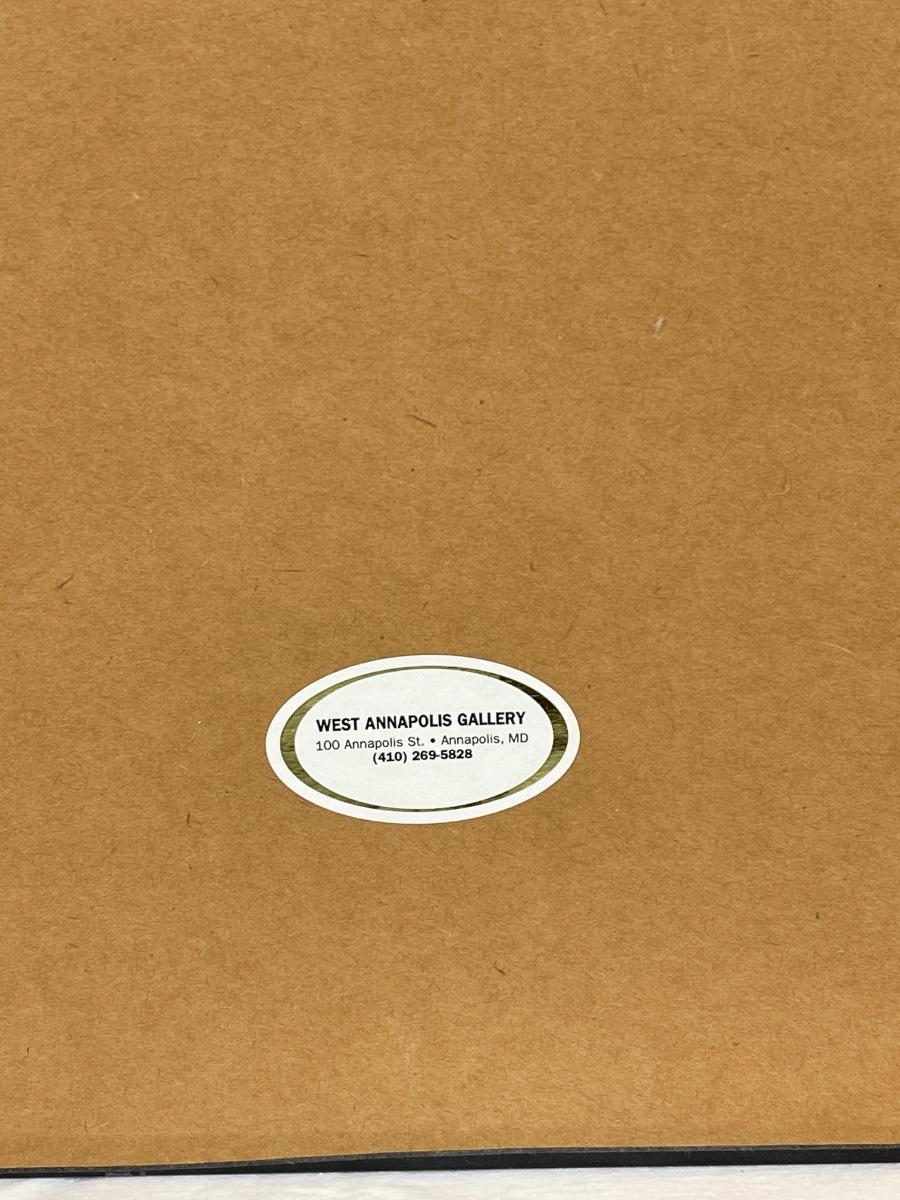 WEST ANNAPOLIS GALLERY
100 Annapolis St. • Annapolis, MD
(410) 269-5828